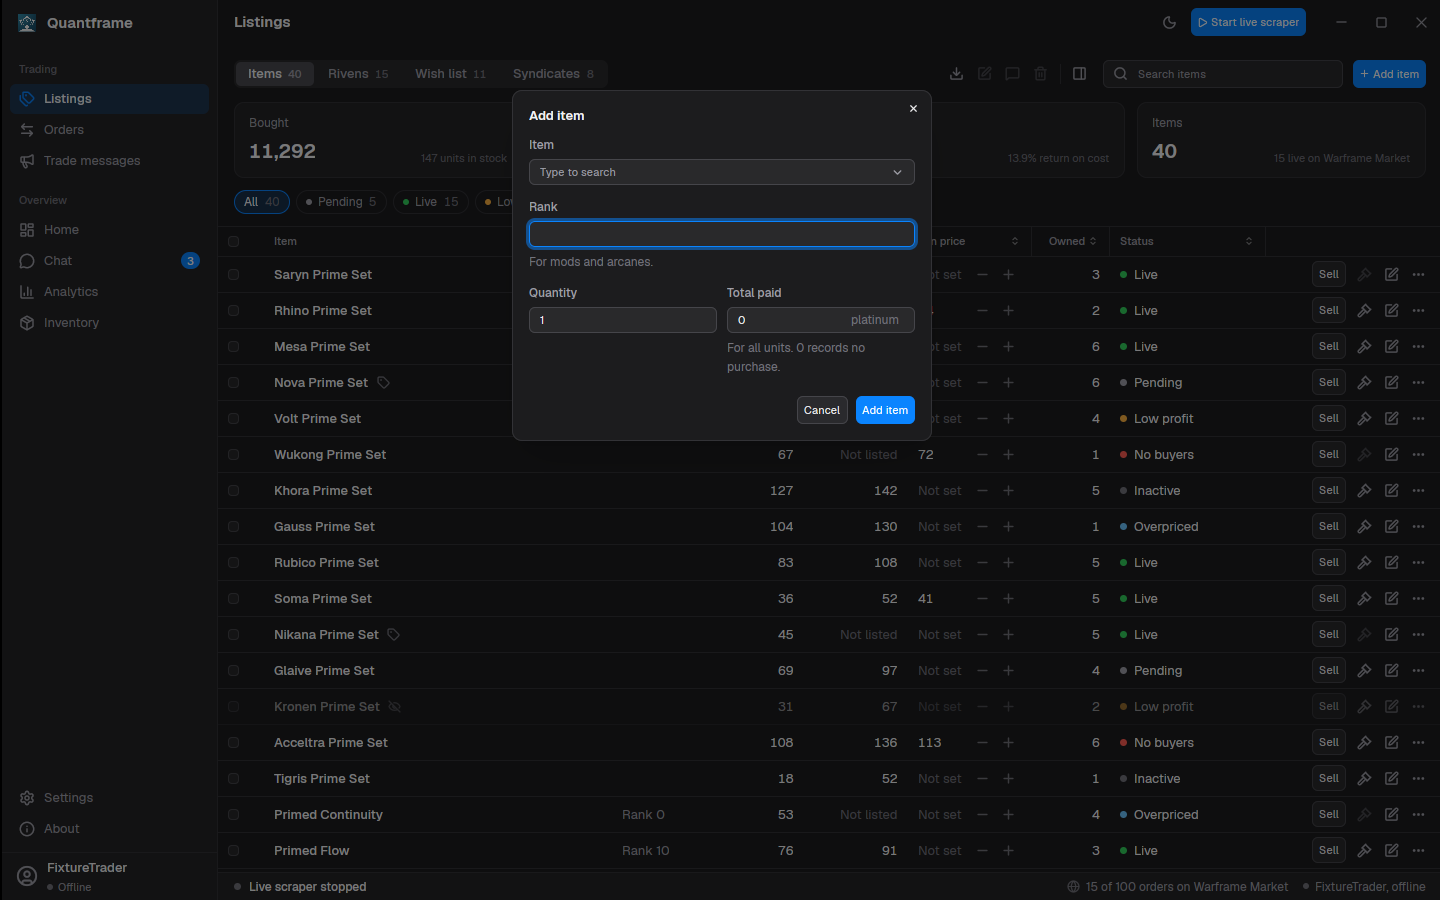 Quantframe
Listings
Start live scraper
Trading
Listings
Orders
Trade messages
Overview
Home
Chat 3
Analytics
Inventory
Settings
About
FixtureTrader
Offline
Items 40
Rivens 15
Wish list 11
Syndicates 8
Search items
+ Add item
Bought
11,292
147 units in stock
13.9% return on cost
Items
40
15 live on Warframe Market
All 40
Pending 5
Live 15
Add item
Item
Type to search
Rank
For mods and arcanes.
Quantity
1
Total paid
0 platinum
For all units. 0 records no
purchase.
Cancel
Add item
Item price Owned Status
Saryn Prime Set 3 Live Sell
Rhino Prime Set 2 Live Sell
Mesa Prime Set 6 Live Sell
Nova Prime Set 6 Pending Sell
Volt Prime Set 4 Low profit Sell
Wukong Prime Set 67 Not listed 72 1 No buyers Sell
Khora Prime Set 127 142 Not set 5 Inactive Sell
Gauss Prime Set 104 130 Not set 1 Overpriced Sell
Rubico Prime Set 83 108 Not set 5 Live Sell
Soma Prime Set 36 52 41 5 Live Sell
Nikana Prime Set 45 Not listed Not set 5 Live Sell
Glaive Prime Set 69 97 Not set 4 Pending Sell
Kronen Prime Set 31 67 Not set 2 Low profit Sell
Acceltra Prime Set 108 136 113 6 No buyers Sell
Tigris Prime Set 18 52 Not set 1 Inactive Sell
Primed Continuity Rank 0 53 Not listed Not set 4 Overpriced Sell
Primed Flow Rank 10 76 91 Not set 3 Live Sell
Live scraper stopped
15 of 100 orders on Warframe Market
FixtureTrader, offline